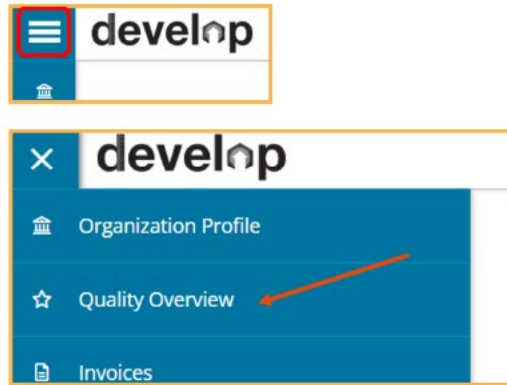 develop
develop
Organization Profile
Quality Overview
Invoices